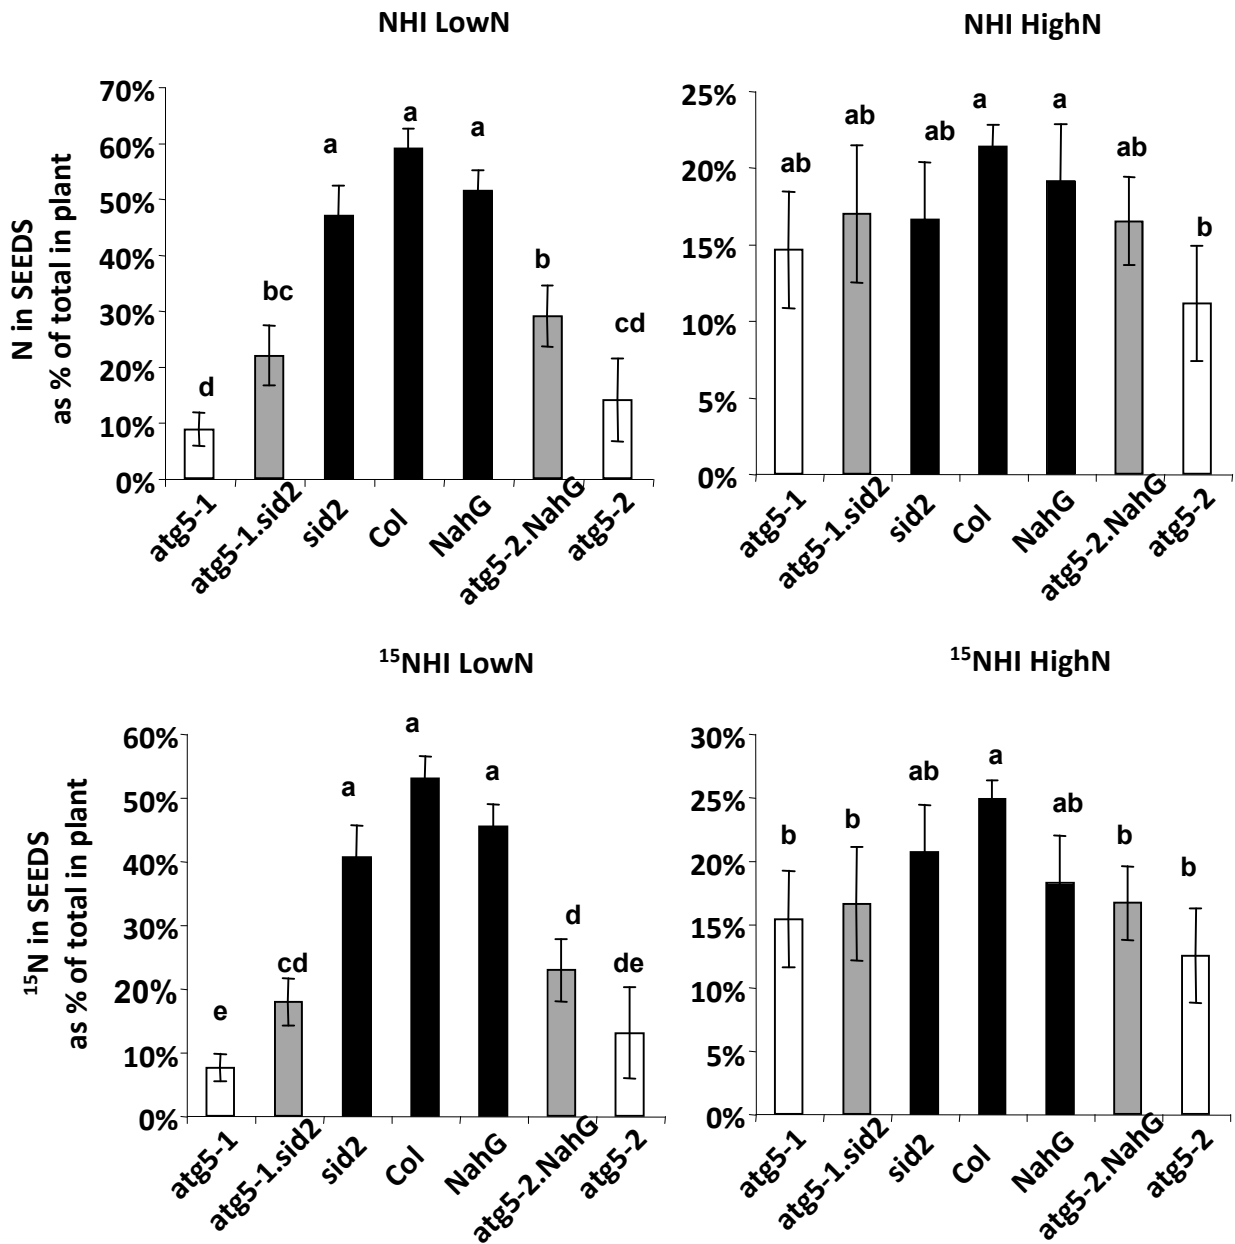 NHI LowN
NHI HighN
N in SEEDS
as % of total in plant
70%
60%
50%
40%
30%
20%
10%
0%
d
bc
a
a
a
b
cd
atg5-1
atg5-1.sid2
sid2
Col
NahG
atg5-2.NahG
atg5-2
25%
20%
15%
10%
5%
0%
ab
ab
ab
a
a
ab
b
atg5-1
atg5-1.sid2
sid2
Col
NahG
atg5-2.NahG
atg5-2
¹⁵NHI LowN
¹⁵NHI HighN
¹⁵N in SEEDS
as % of total in plant
60%
50%
40%
30%
20%
10%
0%
e
cd
a
a
a
d
de
atg5-1
atg5-1.sid2
sid2
Col
NahG
atg5-2.NahG
atg5-2
30%
25%
20%
15%
10%
5%
0%
b
b
ab
a
ab
b
b
atg5-1
atg5-1.sid2
sid2
Col
NahG
atg5-2.NahG
atg5-2